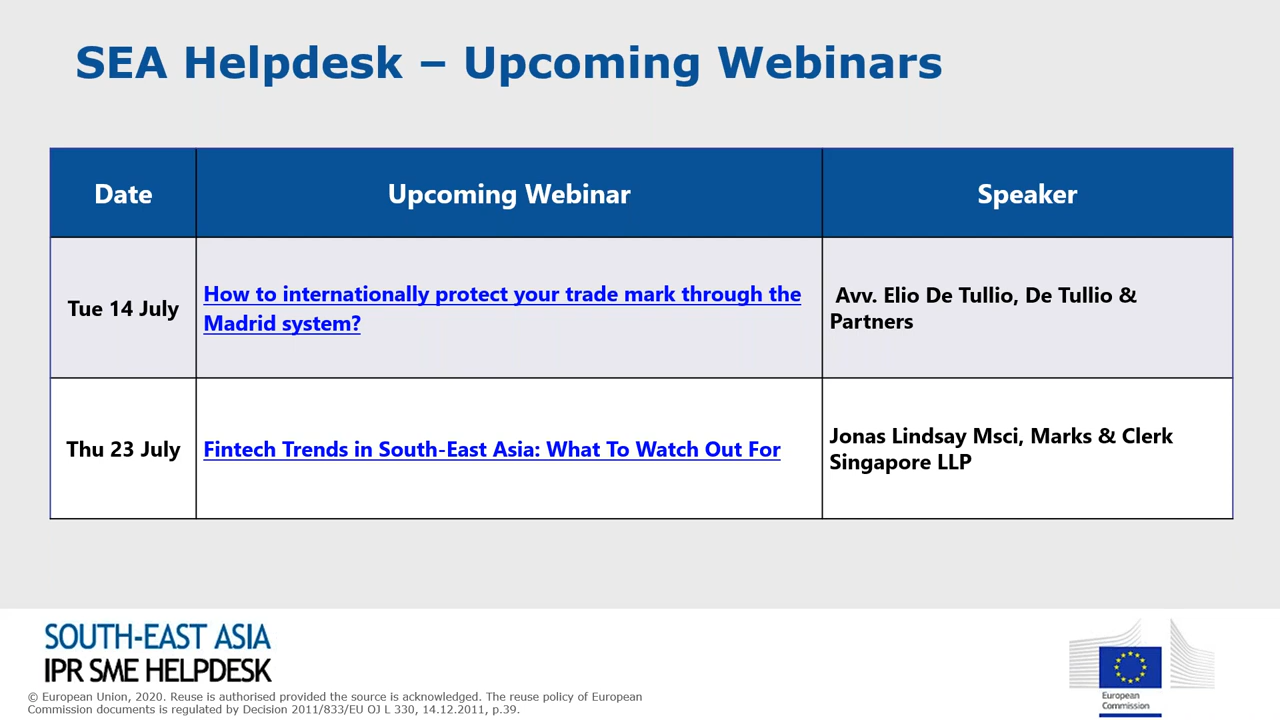 SEA Helpdesk – Upcoming Webinars
Date
Upcoming Webinar
Speaker
Tue 14 July
How to internationally protect your trade mark through the
Madrid system?
Avv. Elio De Tullio, De Tullio &
Partners
Thu 23 July
Fintech Trends in South-East Asia: What To Watch Out For
Jonas Lindsay Msci, Marks & Clerk
Singapore LLP
SOUTH-EAST ASIA
IPR SME HELPDESK
© European Union, 2020. Reuse is authorised provided the source is acknowledged. The reuse policy of European
Commission documents is regulated by Decision 2011/833/EU OJ L 330, 14.12.2011, p.39.
European
Commission